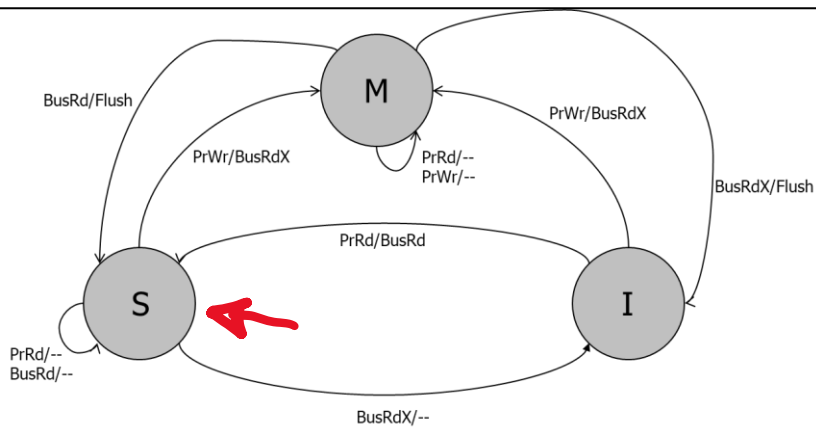 M
BusRd/Flush
PrWr/BusRdX
PrWr/BusRdX
PrRd/--
PrWr/--
BusRdX/Flush
PrRd/BusRd
S
I
PrRd/--
BusRd/--
BusRdX/--